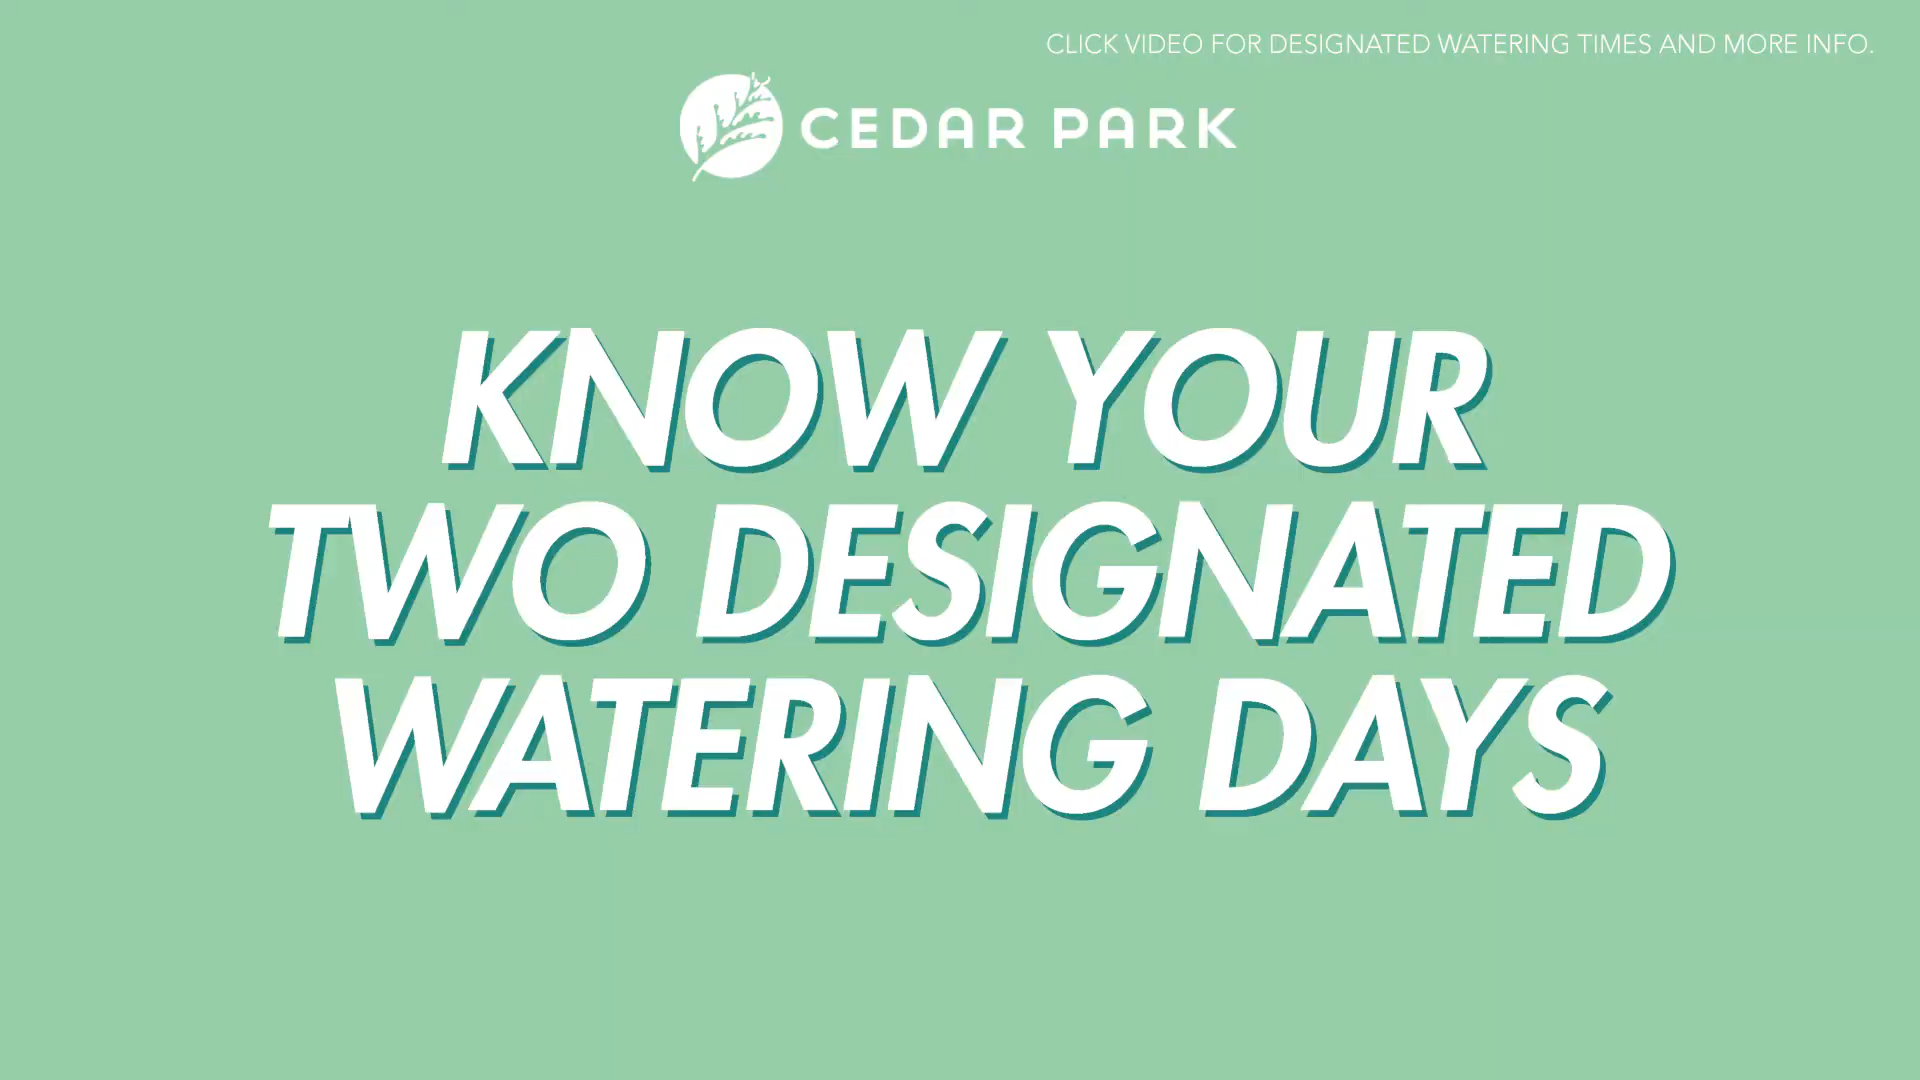 CLICK VIDEO FOR DESIGNATED WATERING TIMES AND MORE INFO.
CEDAR PARK
KNOW YOUR
TWO DESIGNATED
WATERING DAYS